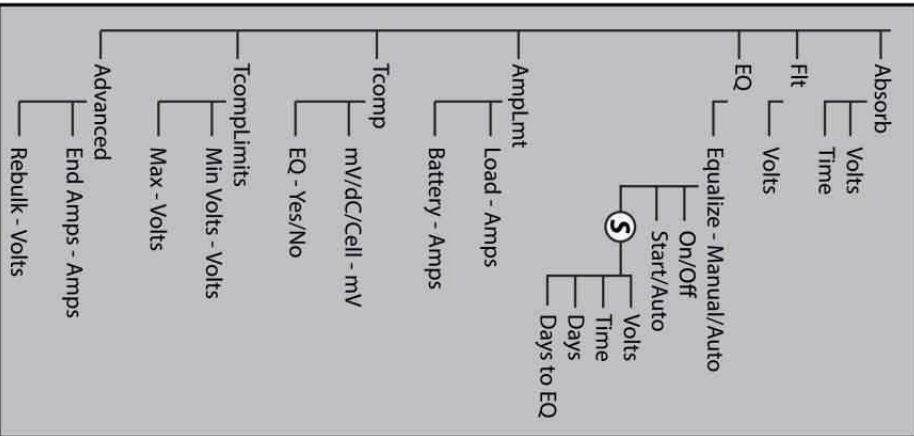 Absorb
Volts
Time
Flt
Volts
EQ
Equalize - Manual/Auto
On/Off
Start/Auto
S
Volts
Time
Days
Days to EQ
AmpLmt
Load - Amps
Battery - Amps
Tcomp
mV/dC/Cell - mV
EQ - Yes/No
TcompLimits
Min Volts - Volts
Max - Volts
Advanced
End Amps - Amps
Rebulk - Volts